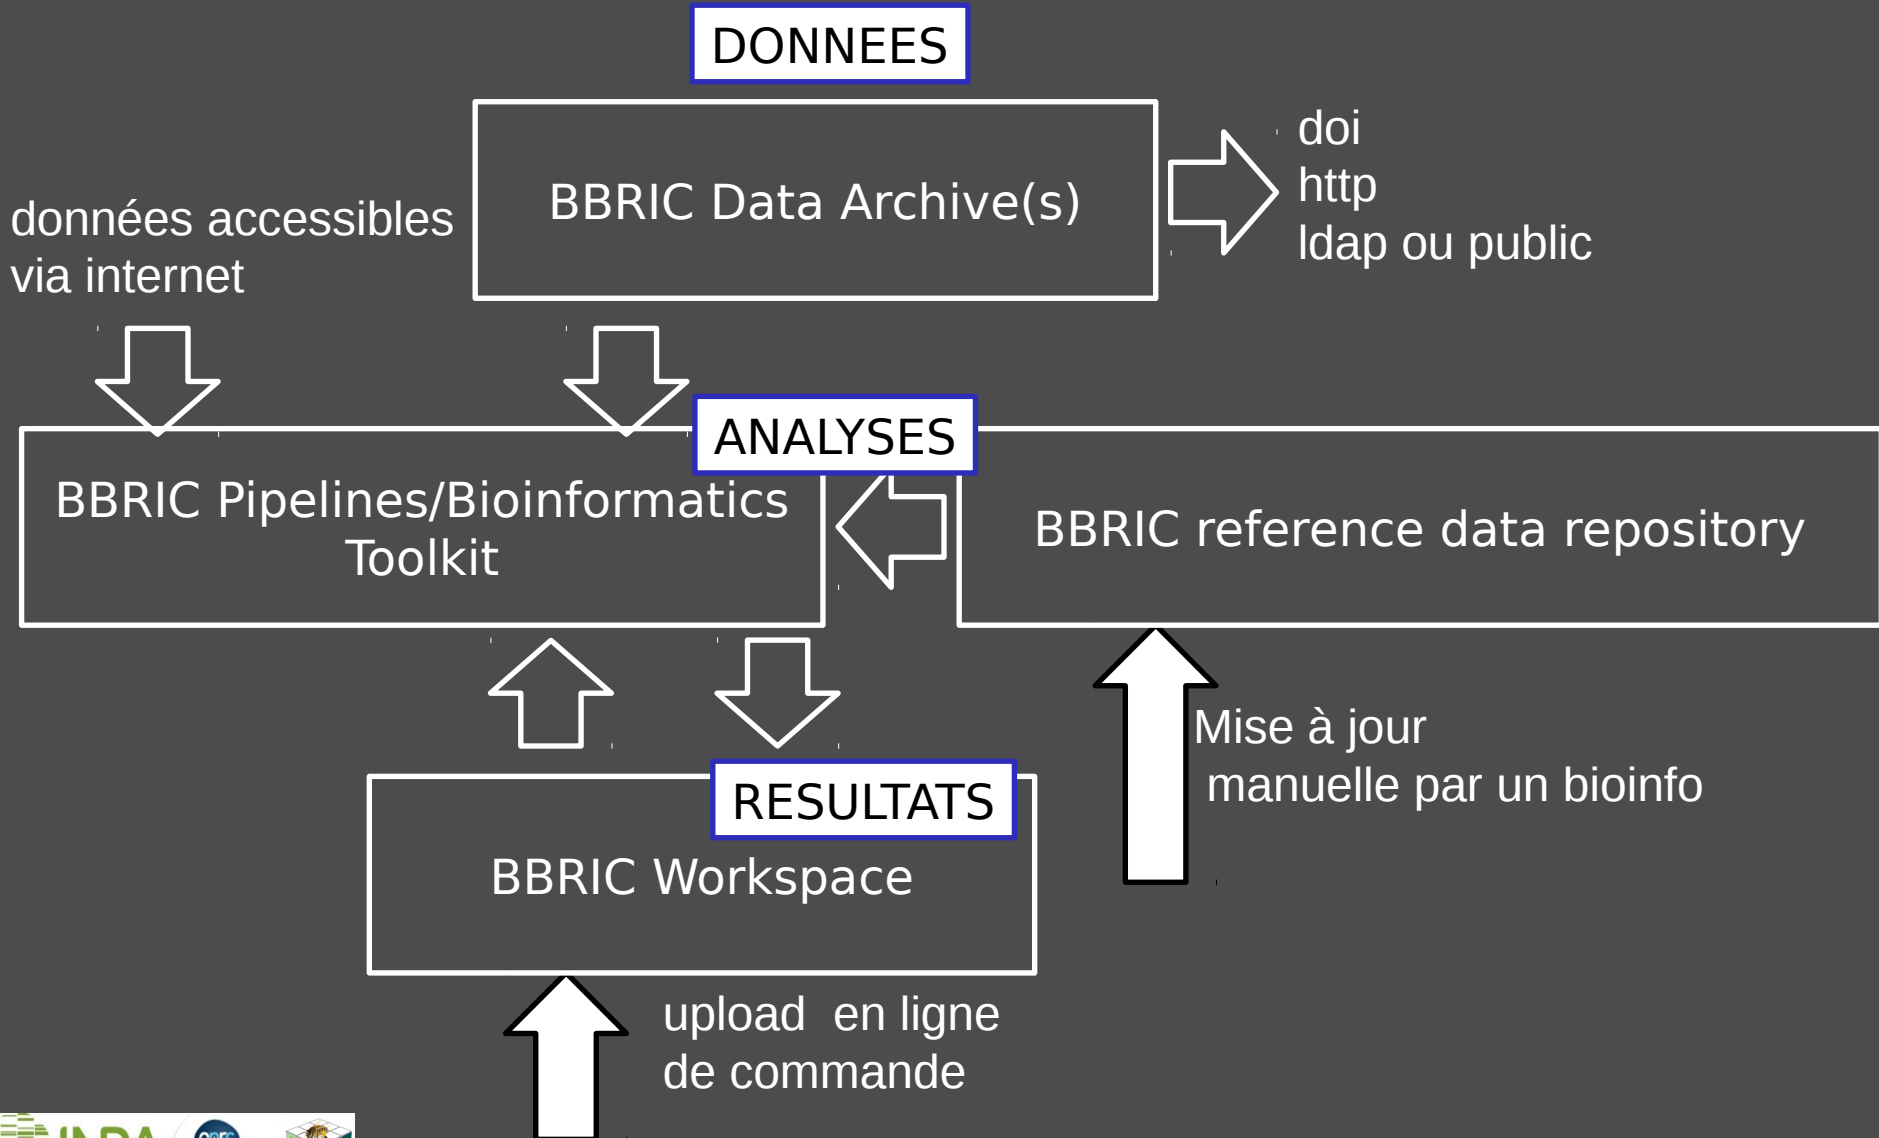 DONNEES
BBRIC Data Archive(s)
doi
http
ldap ou public
données accessibles
via internet
ANALYSES
BBRIC Pipelines/Bioinformatics
Toolkit
BBRIC reference data repository
Mise à jour
manuelle par un bioinfo
RESULTATS
BBRIC Workspace
upload  en ligne
de commande